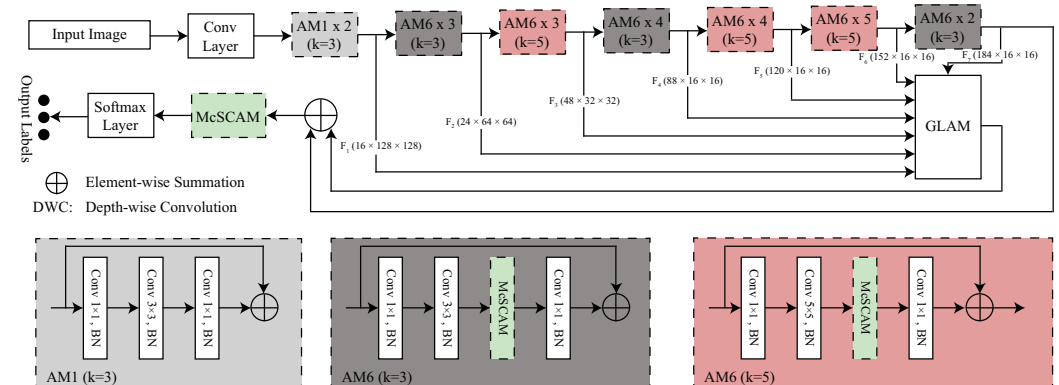 Input Image
Conv
Layer
AM1 x 2
(k=3)
AM6 x 3
(k=3)
AM6 x 3
(k=5)
AM6 x 4
(k=3)
AM6 x 4
(k=5)
AM6 x 5
(k=5)
AM6 x 2
(k=3)
F₁ (16 × 128 × 128)
F₂ (24 × 64 × 64)
F₃ (48 × 32 × 32)
F₄ (88 × 16 × 16)
F₅ (120 × 16 × 16)
F₆ (152 × 16 × 16)
F₇ (184 × 16 × 16)
GLAM
McSCAM
Softmax
Layer
Output Labels
Element-wise Summation
DWC: Depth-wise Convolution
Conv 1×1 , BN
Conv 3×3 , BN
Conv 1×1 , BN
AM1 (k=3)
Conv 1×1 , BN
Conv 3×3 , BN
McSCAM
Conv 1×1 , BN
AM6 (k=3)
Conv 1×1 , BN
Conv 5×5 , BN
McSCAM
Conv 1×1 , BN
AM6 (k=5)